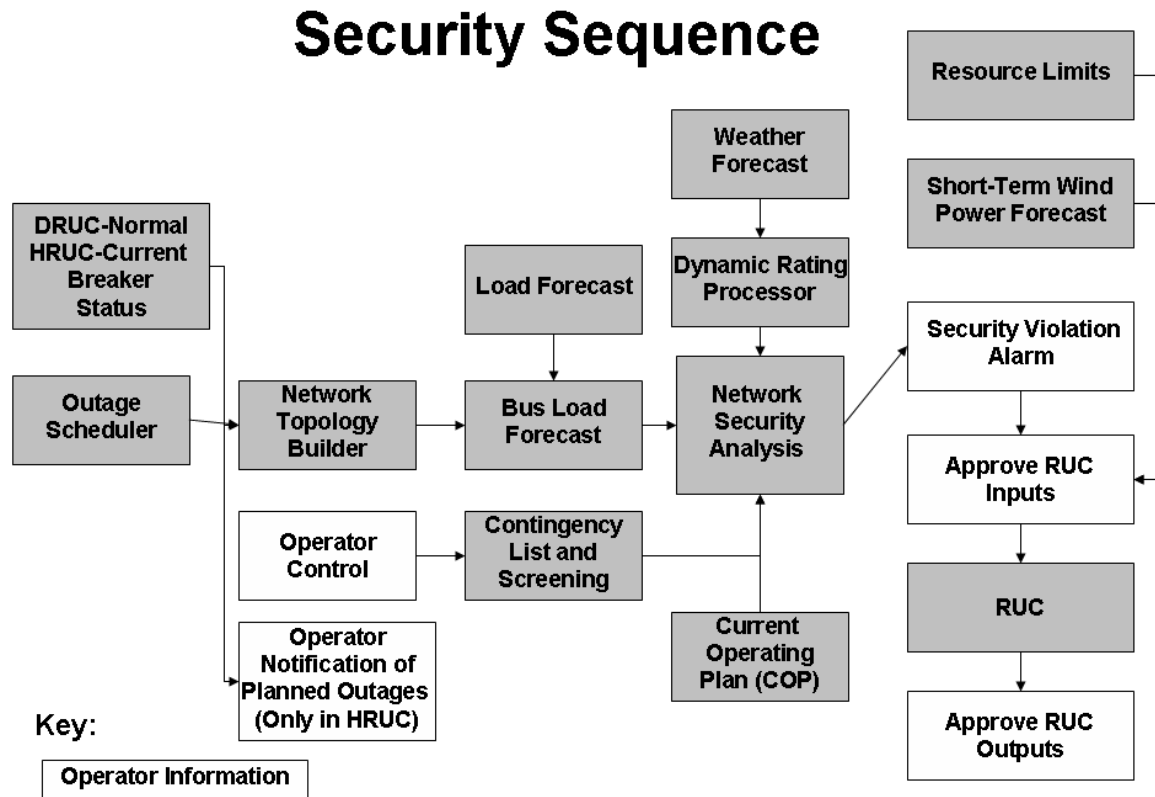 Security Sequence
Resource Limits
Weather
Forecast
Short-Term Wind
Power Forecast
DRUC-Normal
HRUC-Current
Breaker
Status
Load Forecast
Dynamic Rating
Processor
Security Violation
Alarm
Outage
Scheduler
Network
Topology
Builder
Bus Load
Forecast
Network
Security
Analysis
Approve RUC
Inputs
Operator
Control
Contingency
List and
Screening
RUC
Operator
Notification of
Planned Outages
(Only in HRUC)
Current
Operating
Plan (COP)
Approve RUC
Outputs
Key:
Operator Information